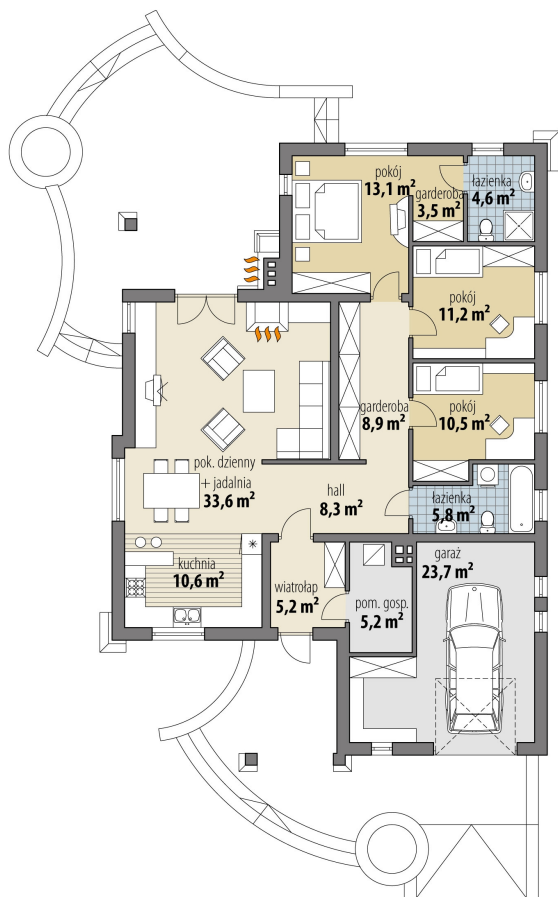 pokój
13,1 m²
garderoba
3,5 m²
łazienka
4,6 m²
pokój
11,2 m²
garderoba
8,9 m²
pokój
10,5 m²
pok. dzienny
+ jadalnia
33,6 m²
hall
8,3 m²
łazienka
5,8 m²
kuchnia
10,6 m²
wiatrołap
5,2 m²
pom. gosp.
5,2 m²
garaż
23,7 m²